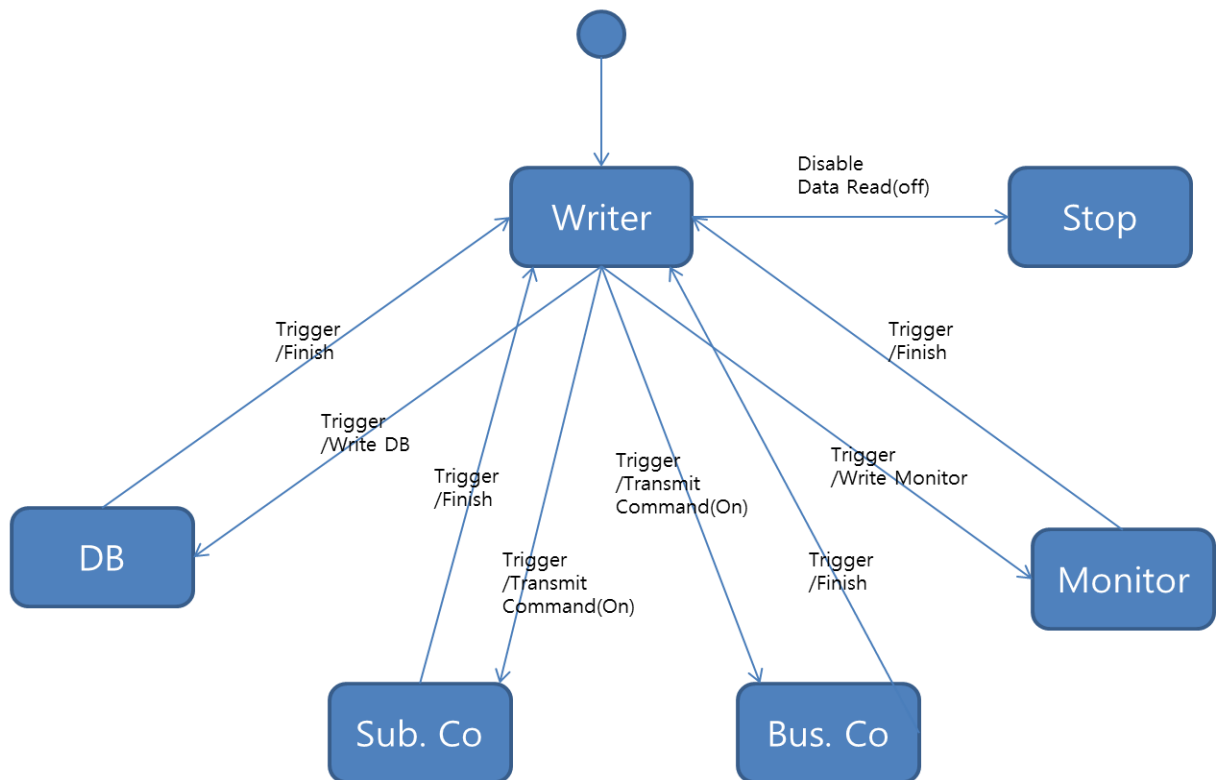 Disable
Data Read(off)
Writer
Stop
Trigger
/Finish
Trigger
/Finish
Trigger
/Write DB
Trigger
/Finish
Trigger
/Transmit
Command(On)
Trigger
/Write Monitor
DB
Trigger
/Transmit
Command(On)
Trigger
/Finish
Monitor
Sub. Co
Bus. Co